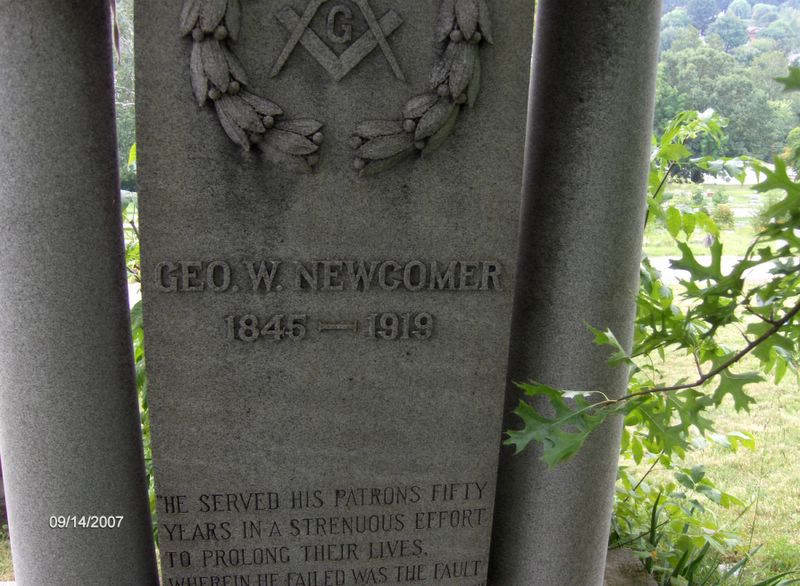 G
GEO. W. NEWCOMER
1845 — 1919
HE SERVED HIS PATRONS FIFTY
YEARS IN A STRENUOUS EFFORT
TO PROLONG THEIR LIVES,
WHEREIN HE FAILED WAS THE FAULT
09/14/2007